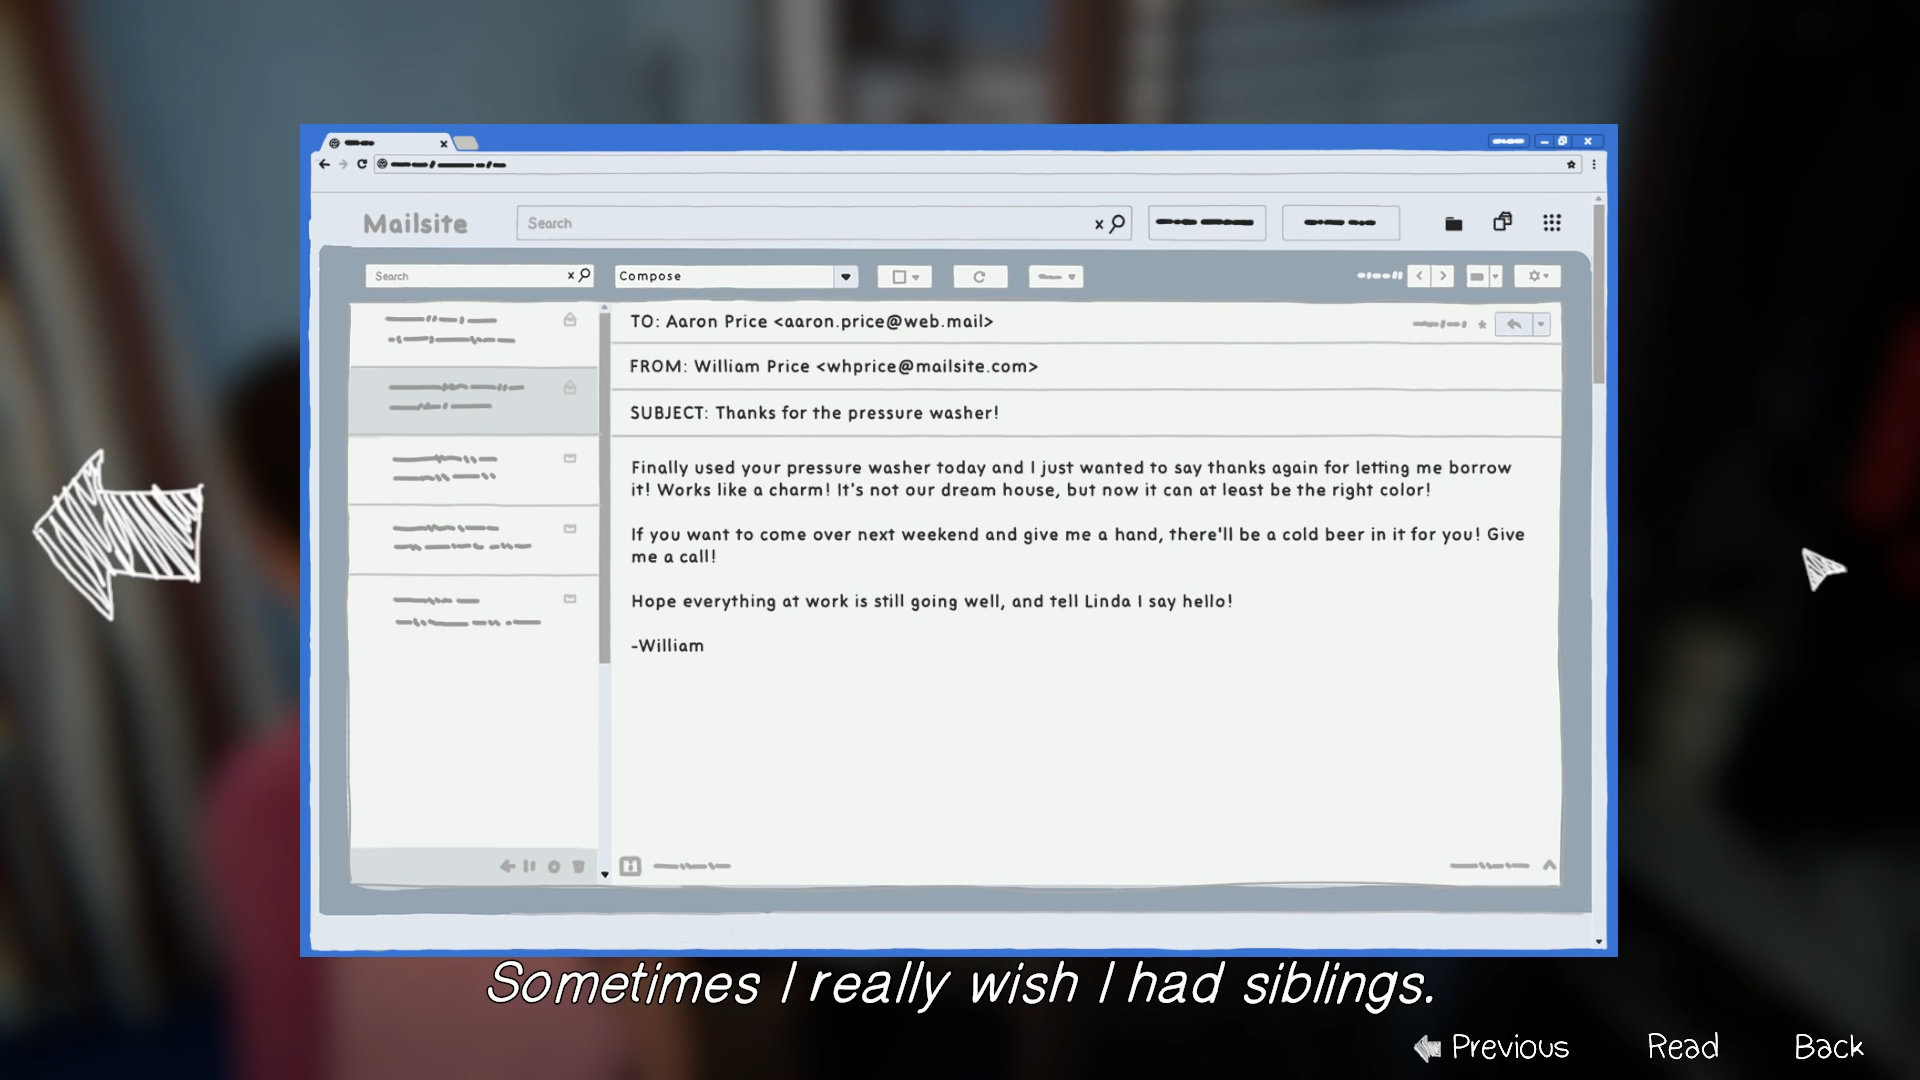 Mailsite
Search
Search
Compose
TO: Aaron Price <aaron.price@web.mail>
FROM: William Price <whprice@mailsite.com>
SUBJECT: Thanks for the pressure washer!
Finally used your pressure washer today and I just wanted to say thanks again for letting me borrow
it! Works like a charm! It's not our dream house, but now it can at least be the right color!
If you want to come over next weekend and give me a hand, there'll be a cold beer in it for you! Give
me a call!
Hope everything at work is still going well, and tell Linda I say hello!
-William
Sometimes I really wish I had siblings.
Previous
Read
Back